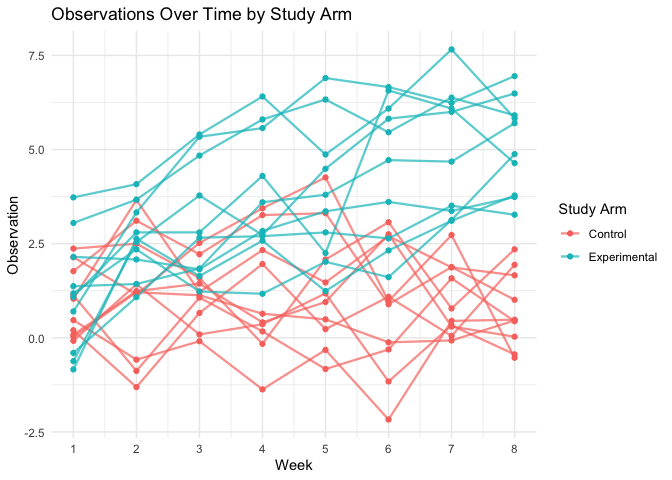 Observations Over Time by Study Arm
7.5
5.0
2.5
0.0
-2.5
Observation
1 2 3 4 5 6 7 8
Week
Study Arm
Control
Experimental